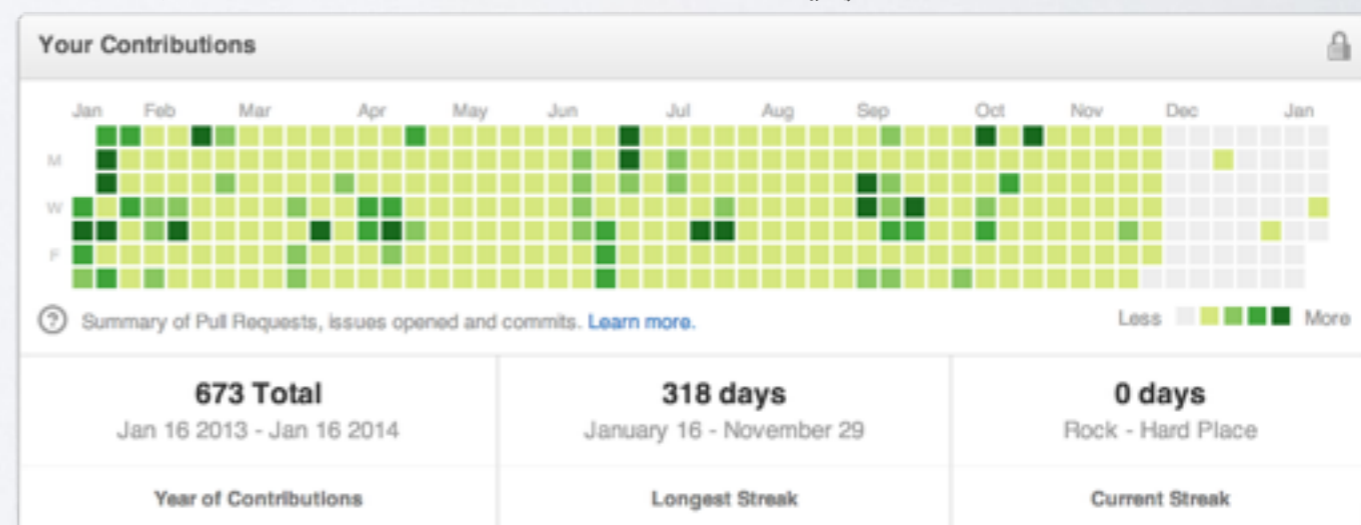 Your Contributions
Jan Feb Mar Apr May Jun Jul Aug Sep Oct Nov Dec Jan
M
W
F
? Summary of Pull Requests, issues opened and commits. Learn more.
Less More
673 Total
Jan 16 2013 - Jan 16 2014
Year of Contributions
318 days
January 16 - November 29
Longest Streak
0 days
Rock - Hard Place
Current Streak